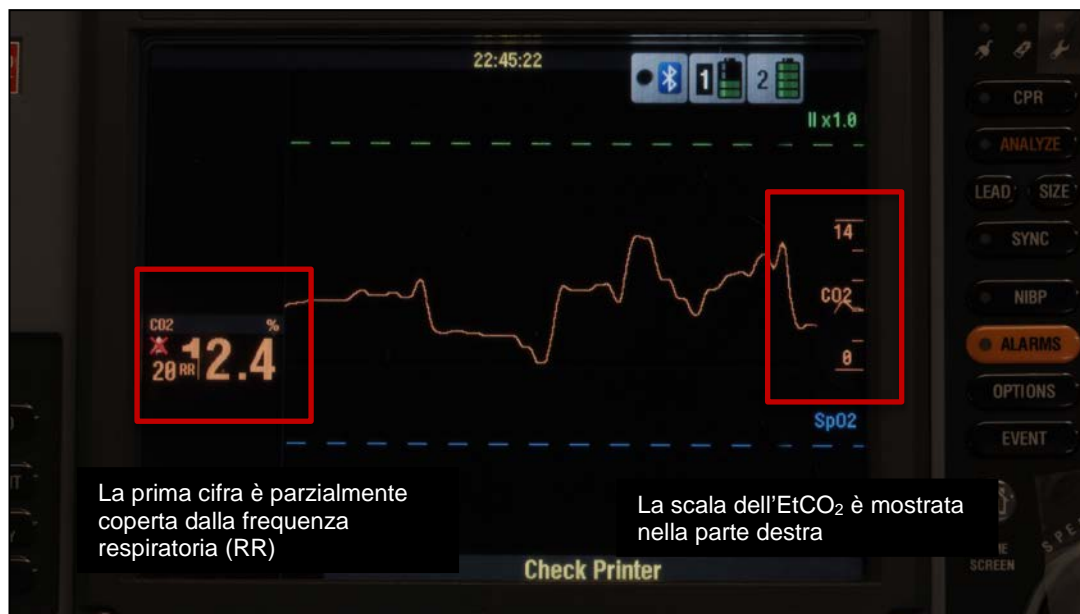 22:45:22
1
2
II x1.0
CPR
ANALYZE
LEAD SIZE
SYNC
NIBP
ALARMS
OPTIONS
EVENT
14
CO2
0
CO2 %
20 RR 12.4
SpO2
La prima cifra è parzialmente
coperta dalla frequenza
respiratoria (RR)
La scala dell'EtCO₂ è mostrata
nella parte destra
SCREEN
Check Printer